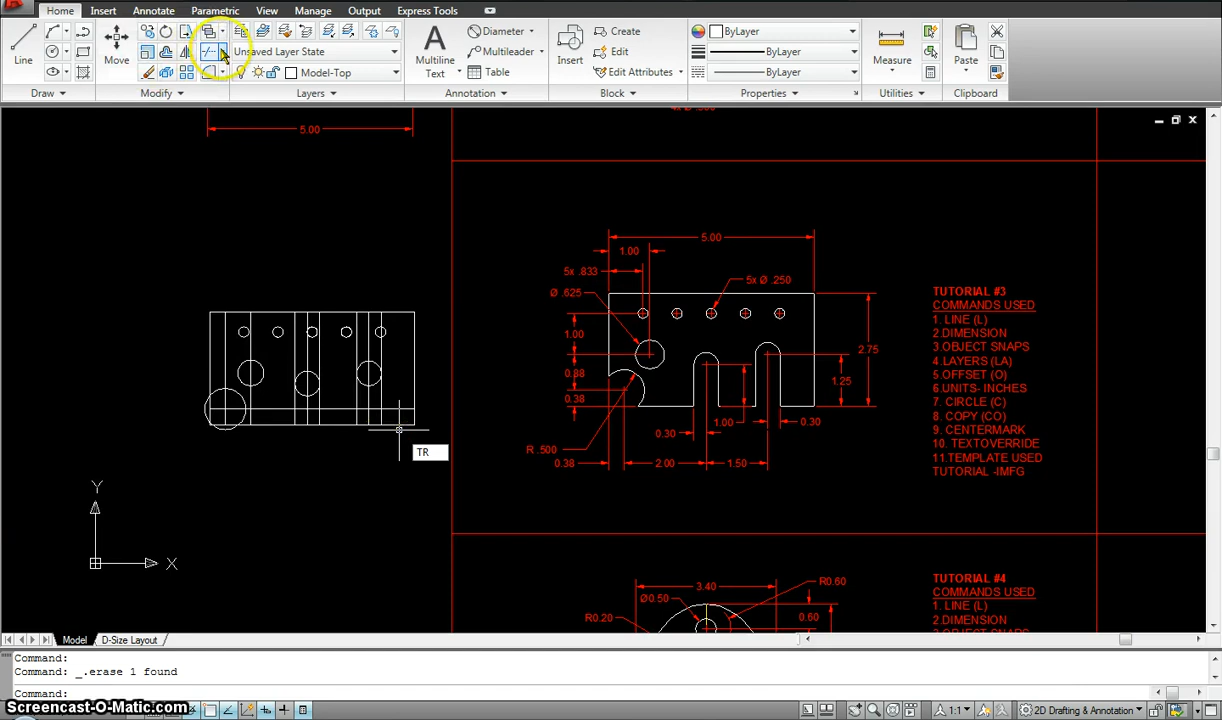 Home Insert Annotate Parametric View Manage Output Express Tools
Line
Move
Unsaved Layer State
Model-Top
Multiline
Text
Diameter
Multileader
Table
Insert
Create
Edit
Edit Attributes
ByLayer
ByLayer
ByLayer
Measure
Paste
Draw Modify Layers Annotation Block Properties Utilities Clipboard
5.00
5.00
1.00
5x .833
5x Ø .250
Ø .625
1.00
2.75
0.88
1.25
0.38
1.00
0.30
0.30
R .500
0.38
2.00
1.50
TUTORIAL #3
COMMANDS USED
1. LINE (L)
2.DIMENSION
3.OBJECT SNAPS
4.LAYERS (LA)
5.OFFSET (O)
6.UNITS- INCHES
7. CIRCLE (C)
8. COPY (CO)
9. CENTERMARK
10. TEXTOVERRIDE
11.TEMPLATE USED
TUTORIAL -IMFG
TR
Y
X
3.40
R0.60
Ø0.50
R0.20
0.60
TUTORIAL #4
COMMANDS USED
1. LINE (L)
2.DIMENSION
Model D-Size Layout
Command:
Command: _.erase 1 found
Command:
Screencast-O-Matic.com
1:1
2D Drafting & Annotation